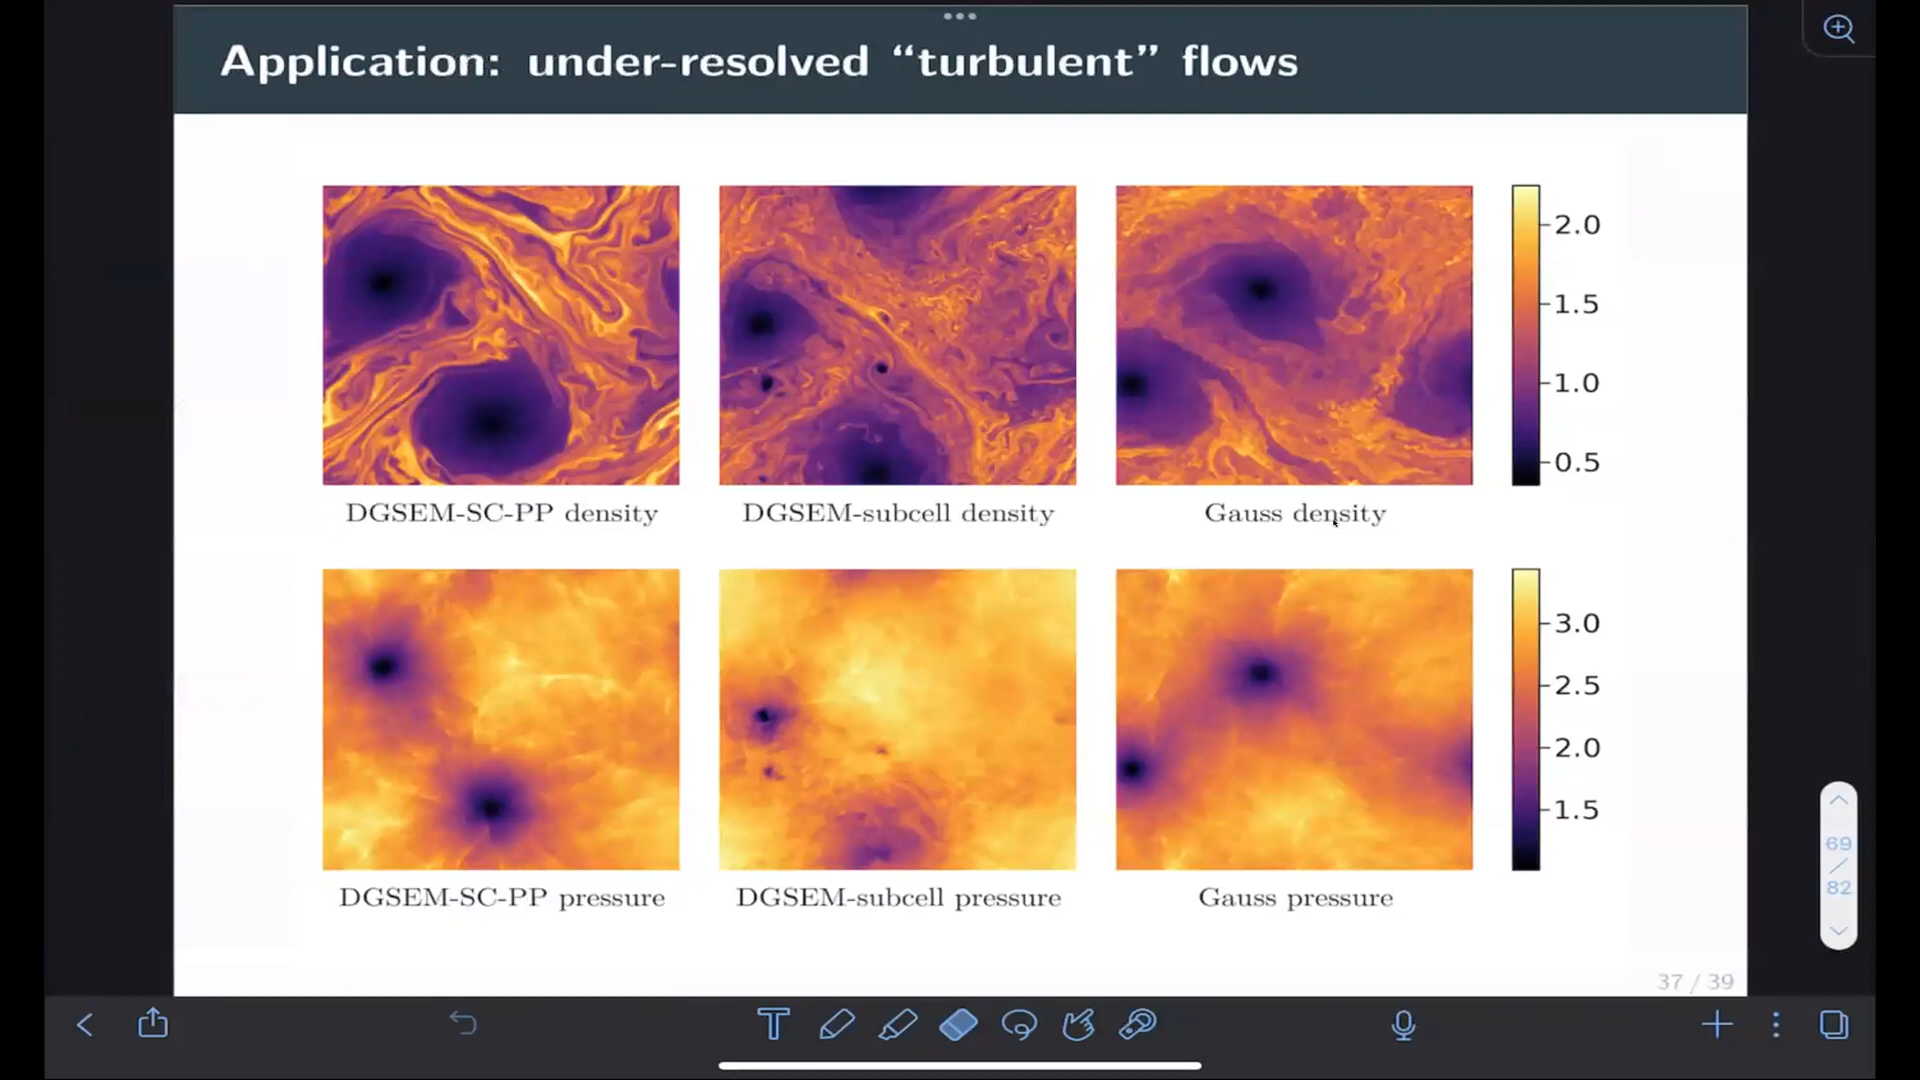 Application: under-resolved “turbulent” flows
2.0
1.5
1.0
0.5
DGSEM-SC-PP density
DGSEM-subcell density
Gauss density
3.0
2.5
2.0
1.5
DGSEM-SC-PP pressure
DGSEM-subcell pressure
Gauss pressure
69
/
82
37 / 39
T